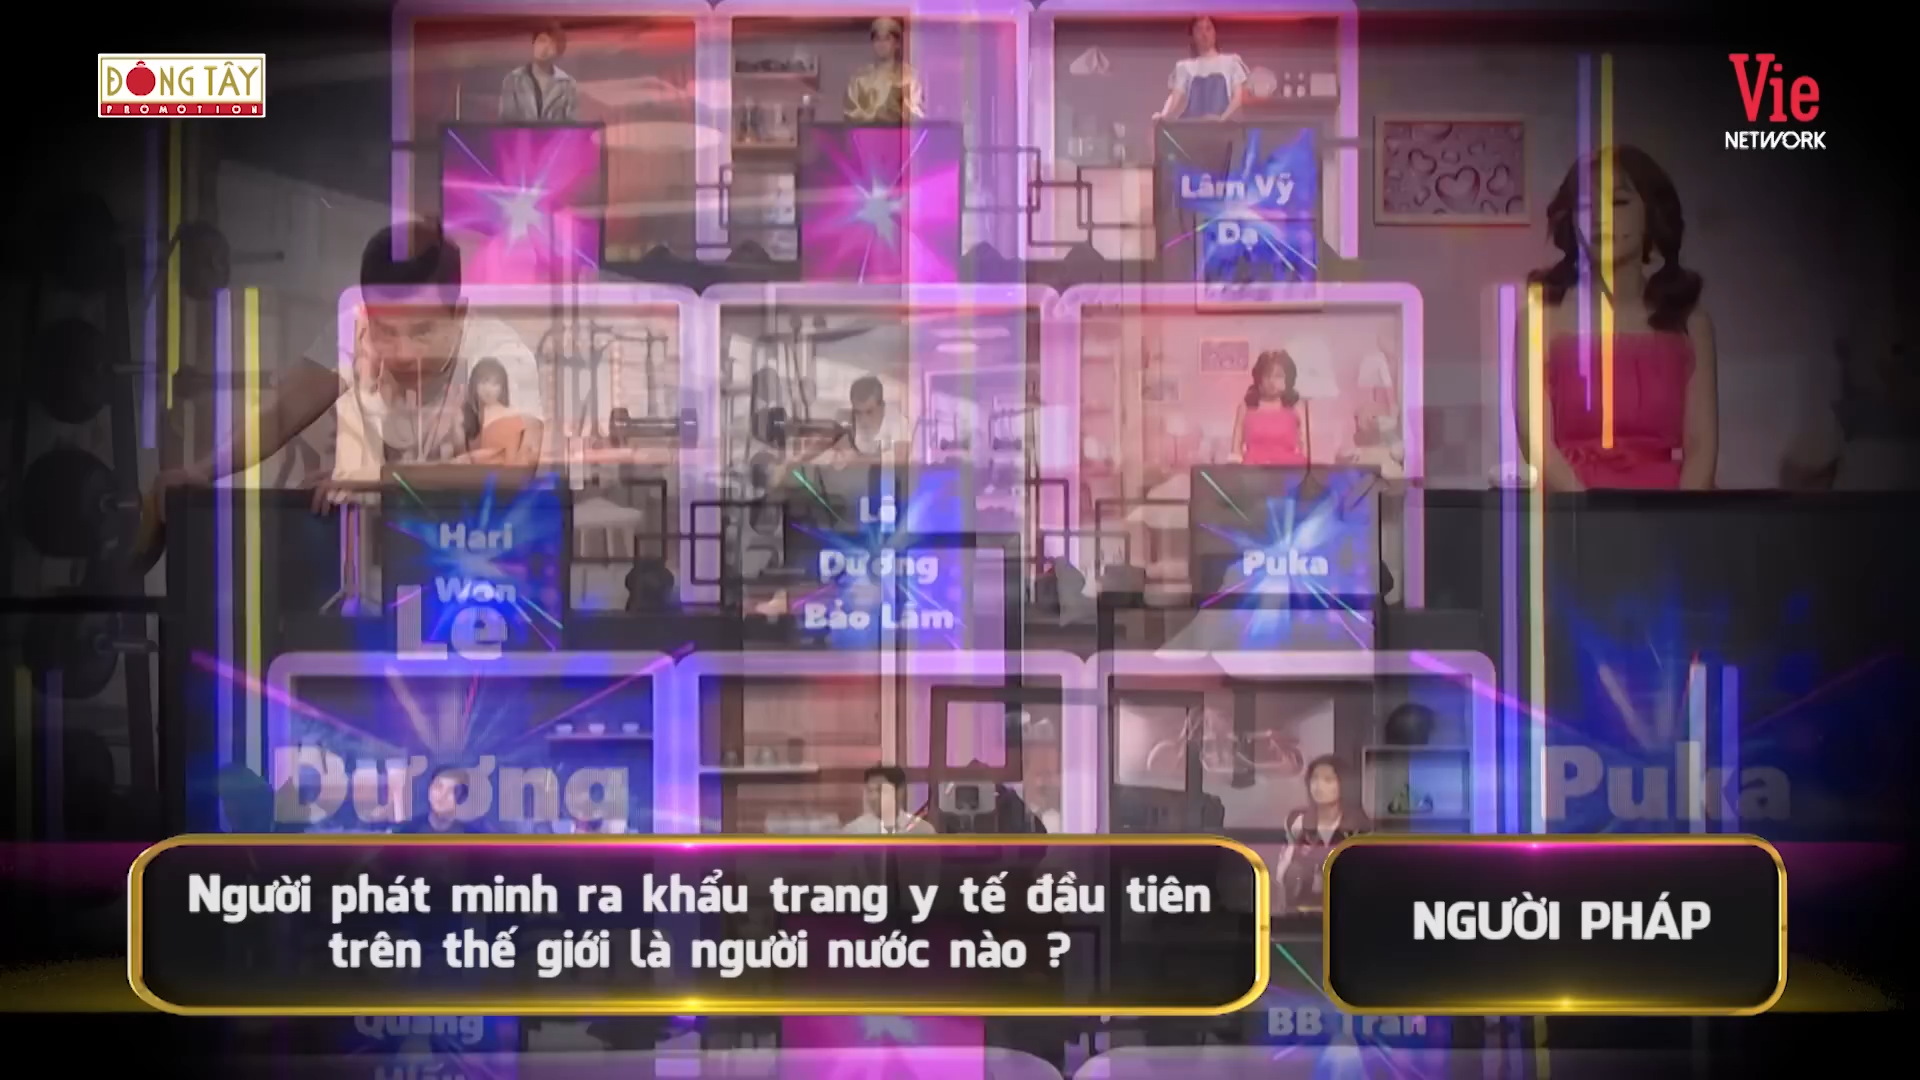 ĐÔNG TÂY
PROMOTION
Vie
NETWORK
Lâm Vỹ
Dạ
Hari
Won
Lê
Dương
Bảo Lâm
Puka
Le
Dương
Puka
Người phát minh ra khẩu trang y tế đầu tiên
trên thế giới là người nước nào ?
NGƯỜI PHÁP
Quang
BB Trần